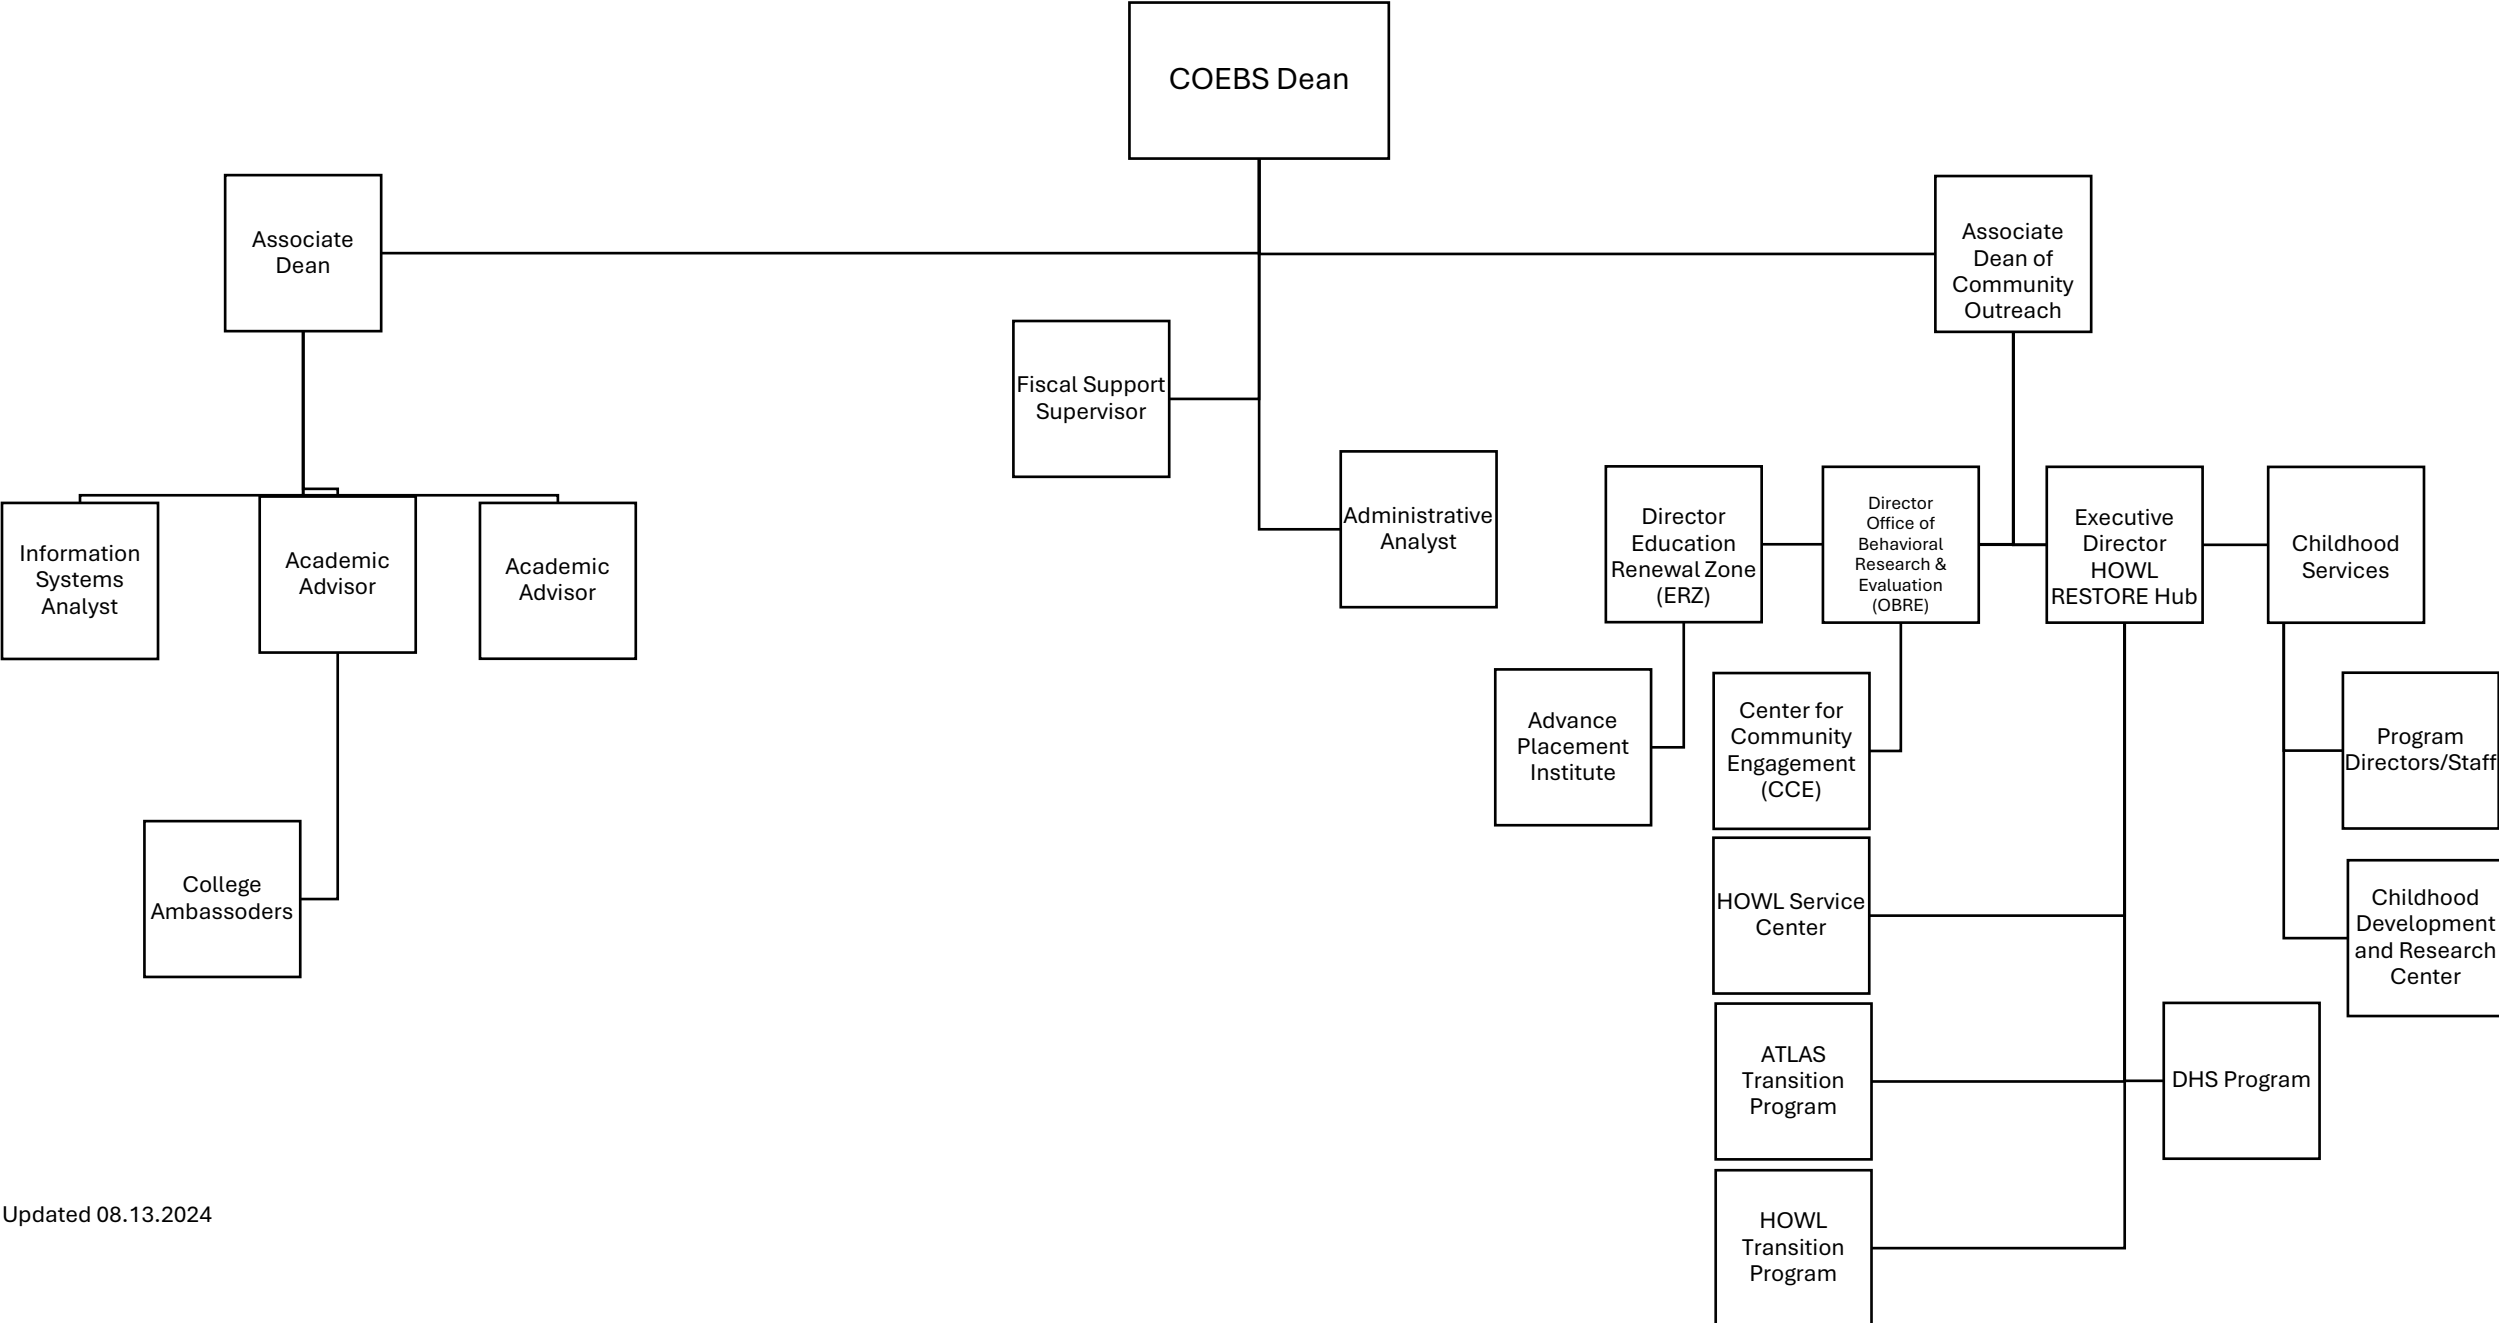 COEBS Dean
Associate
Dean
Associate
Dean of
Community
Outreach
Fiscal Support
Supervisor
Administrative
Analyst
Information
Systems
Analyst
Academic
Advisor
Academic
Advisor
College
Ambassoders
Director
Education
Renewal Zone
(ERZ)
Director
Office of
Behavioral
Research &
Evaluation
(OBRE)
Executive
Director
HOWL
RESTORE Hub
Childhood
Services
Advance
Placement
Institute
Center for
Community
Engagement
(CCE)
Program
Directors/Staff
HOWL Service
Center
Childhood
Development
and Research
Center
ATLAS
Transition
Program
DHS Program
HOWL
Transition
Program
Updated 08.13.2024